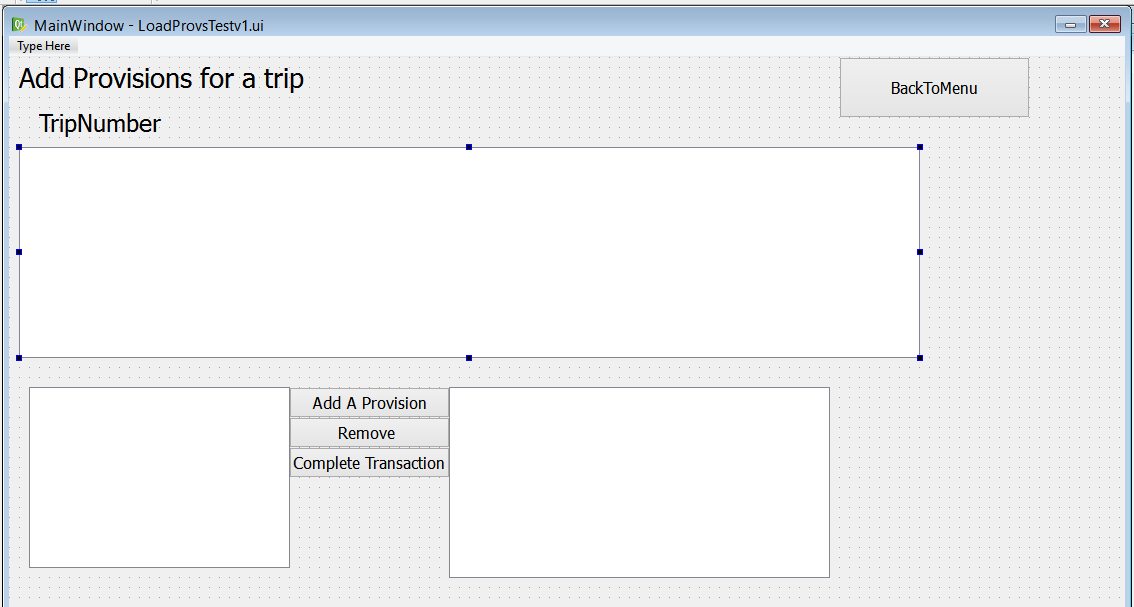 MainWindow - LoadProvsTestv1.ui
Type Here
Add Provisions for a trip
BackToMenu
TripNumber
Add A Provision
Remove
Complete Transaction